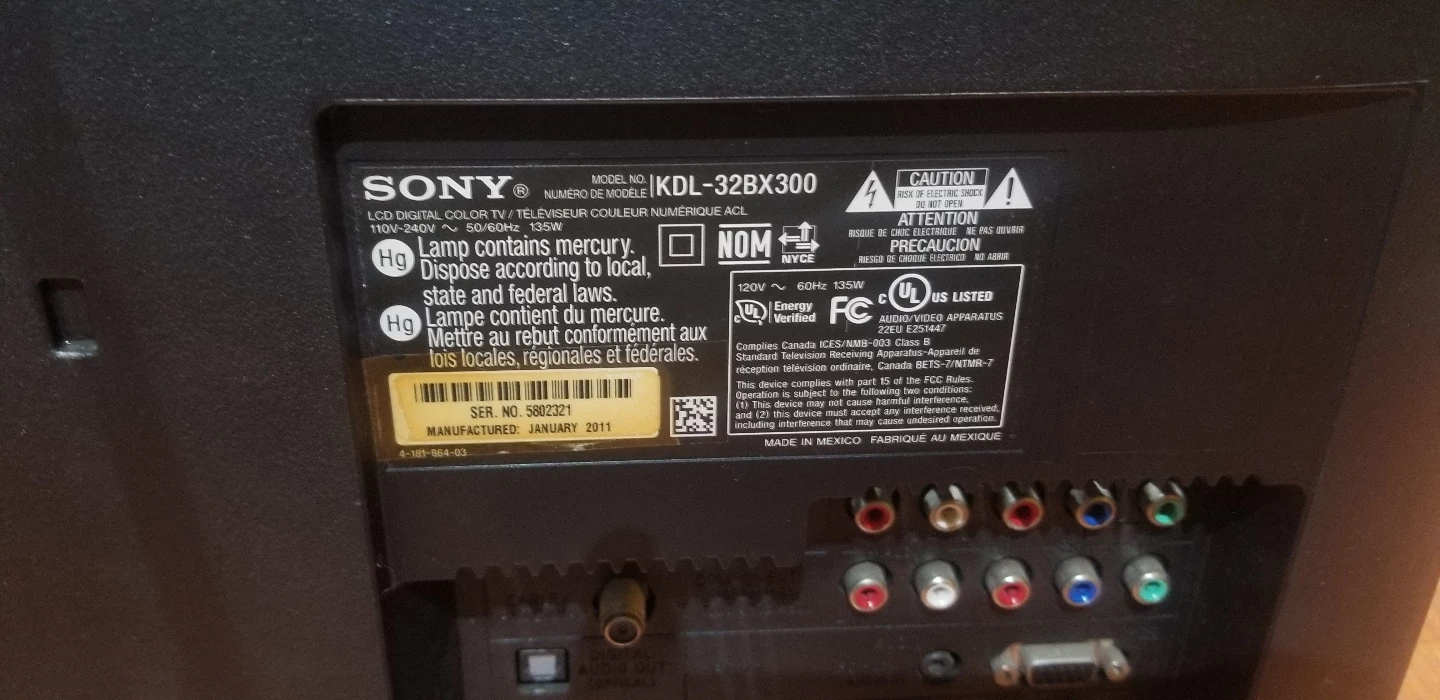 SONY®
MODEL NO.
NUMÉRO DE MODÈLE
KDL-32BX300
LCD DIGITAL COLOR TV / TÉLÉVISEUR COULEUR NUMÉRIQUE ACL
110V-240V ~ 50/60Hz 135W
Hg
Lamp contains mercury.
Dispose according to local,
state and federal laws.
Hg
Lampe contient du mercure.
Mettre au rebut conformément aux
lois locales, régionales et fédérales.
NOM
NYCE
CAUTION
RISK OF ELECTRIC SHOCK
DO NOT OPEN
ATTENTION
RISQUE DE CHOC ELECTRIQUE NE PAS OUVRIR
PRECAUCION
RIESGO DE CHOQUE ELECTRICO NO ABRIR
120V ~ 60Hz 135W
c UL Energy
Verified
FC
c UL US LISTED
AUDIO/VIDEO APPARATUS
22EU E251447
Complies Canada ICES/NMB-003 Class B
Standard Television Receiving Apparatus-Appareil de
réception télévision ordinaire, Canada BETS-7/NTMR-7
This device complies with part 15 of the FCC Rules.
Operation is subject to the following two conditions:
(1) This device may not cause harmful interference,
and (2) this device must accept any interference received,
including interference that may cause undesired operation.
SER. NO. 5802321
MANUFACTURED: JANUARY 2011
4-181-664-03
MADE IN MEXICO FABRIQUÉ AU MEXIQUE
DIGITAL
AUDIO OUT
(OPTICAL)